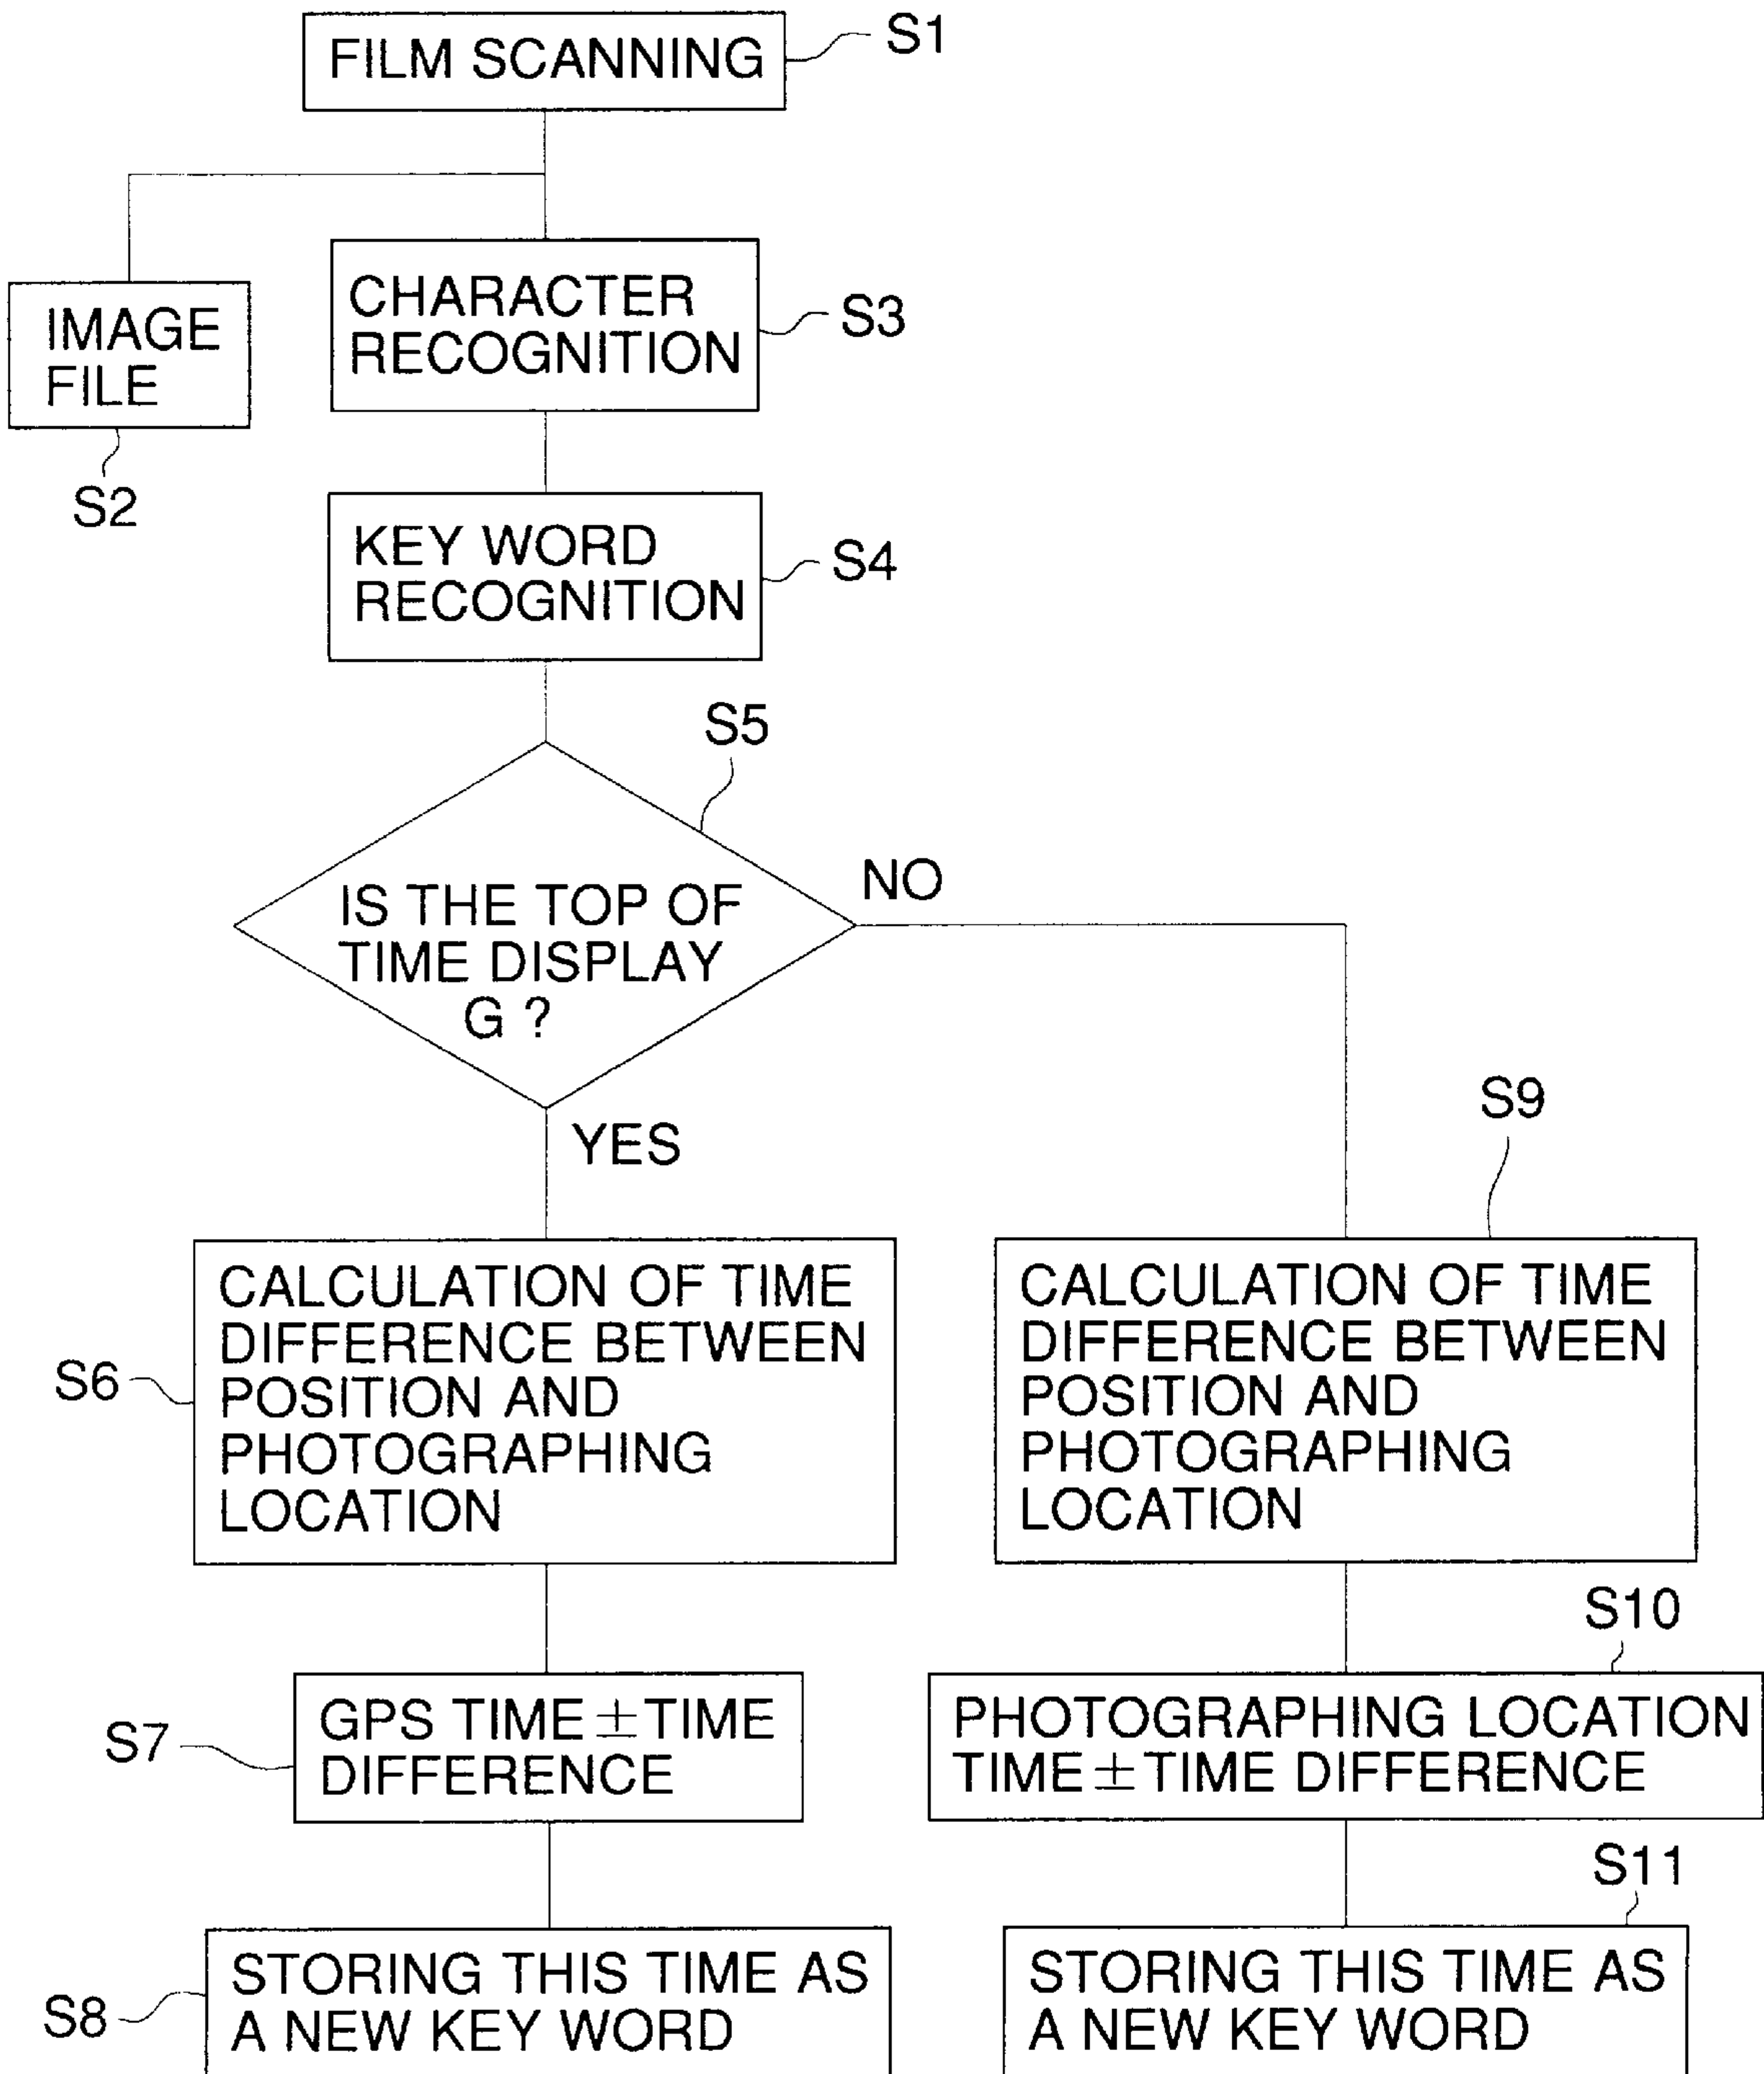 FILM SCANNING
S1
IMAGE
FILE
S2
CHARACTER
RECOGNITION
S3
KEY WORD
RECOGNITION
S4
S5
IS THE TOP OF
TIME DISPLAY
G ?
NO
YES
S6
CALCULATION OF TIME
DIFFERENCE BETWEEN
POSITION AND
PHOTOGRAPHING
LOCATION
S9
CALCULATION OF TIME
DIFFERENCE BETWEEN
POSITION AND
PHOTOGRAPHING
LOCATION
S7
GPS TIME ± TIME
DIFFERENCE
S10
PHOTOGRAPHING LOCATION
TIME ± TIME DIFFERENCE
S8
STORING THIS TIME AS
A NEW KEY WORD
S11
STORING THIS TIME AS
A NEW KEY WORD